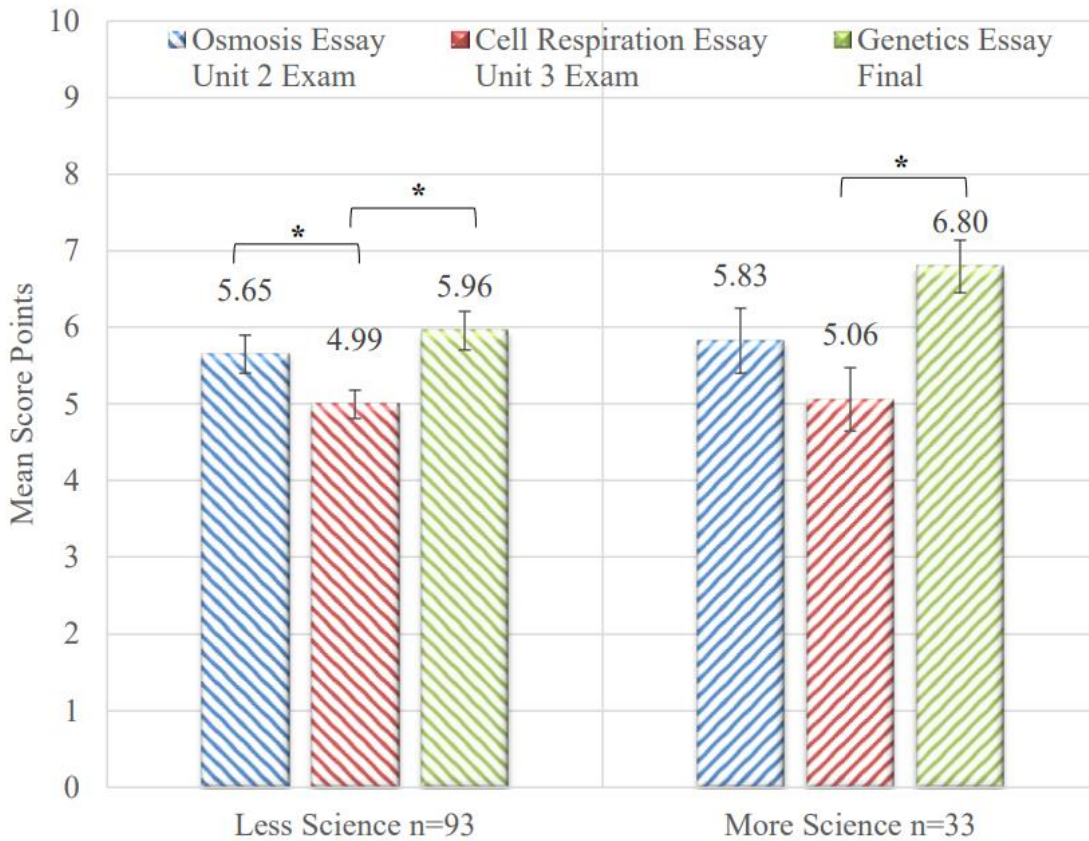 10
Osmosis Essay
Unit 2 Exam
Cell Respiration Essay
Unit 3 Exam
Genetics Essay
Final
9
8
7
6
5
4
3
2
1
0
Mean Score Points
*
*
*
5.65
4.99
5.96
5.83
5.06
6.80
Less Science n=93
More Science n=33